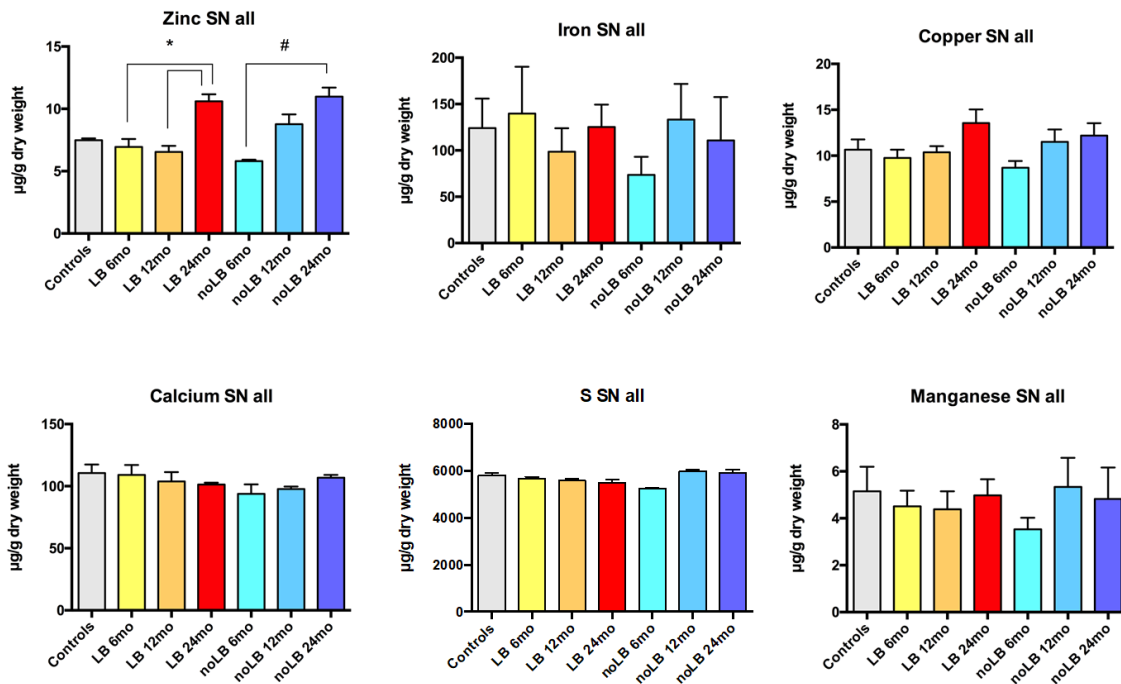 Zinc SN all
* #
µg/g dry weight
15
10
5
0
Controls
LB 6mo
LB 12mo
LB 24mo
noLB 6mo
noLB 12mo
noLB 24mo
Iron SN all
µg/g dry weight
200
150
100
50
0
Controls
LB 6mo
LB 12mo
LB 24mo
noLB 6mo
noLB 12mo
noLB 24mo
Copper SN all
µg/g dry weight
20
15
10
5
0
Controls
LB 6mo
LB 12mo
LB 24mo
noLB 6mo
noLB 12mo
noLB 24mo
Calcium SN all
µg/g dry weight
150
100
50
0
Controls
LB 6mo
LB 12mo
LB 24mo
noLB 6mo
noLB 12mo
noLB 24mo
S SN all
µg/g dry weight
8000
6000
4000
2000
0
Controls
LB 6mo
LB 12mo
LB 24mo
noLB 6mo
noLB 12mo
noLB 24mo
Manganese SN all
µg/g dry weight
8
6
4
2
0
Controls
LB 6mo
LB 12mo
LB 24mo
noLB 6mo
noLB 12mo
noLB 24mo